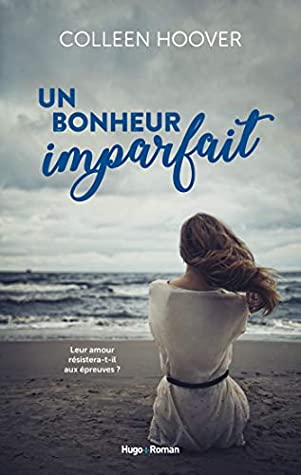 COLLEEN HOOVER
UN
BONHEUR
imparfait
Leur amour
résistera-t-il
aux épreuves ?
Hugo Roman